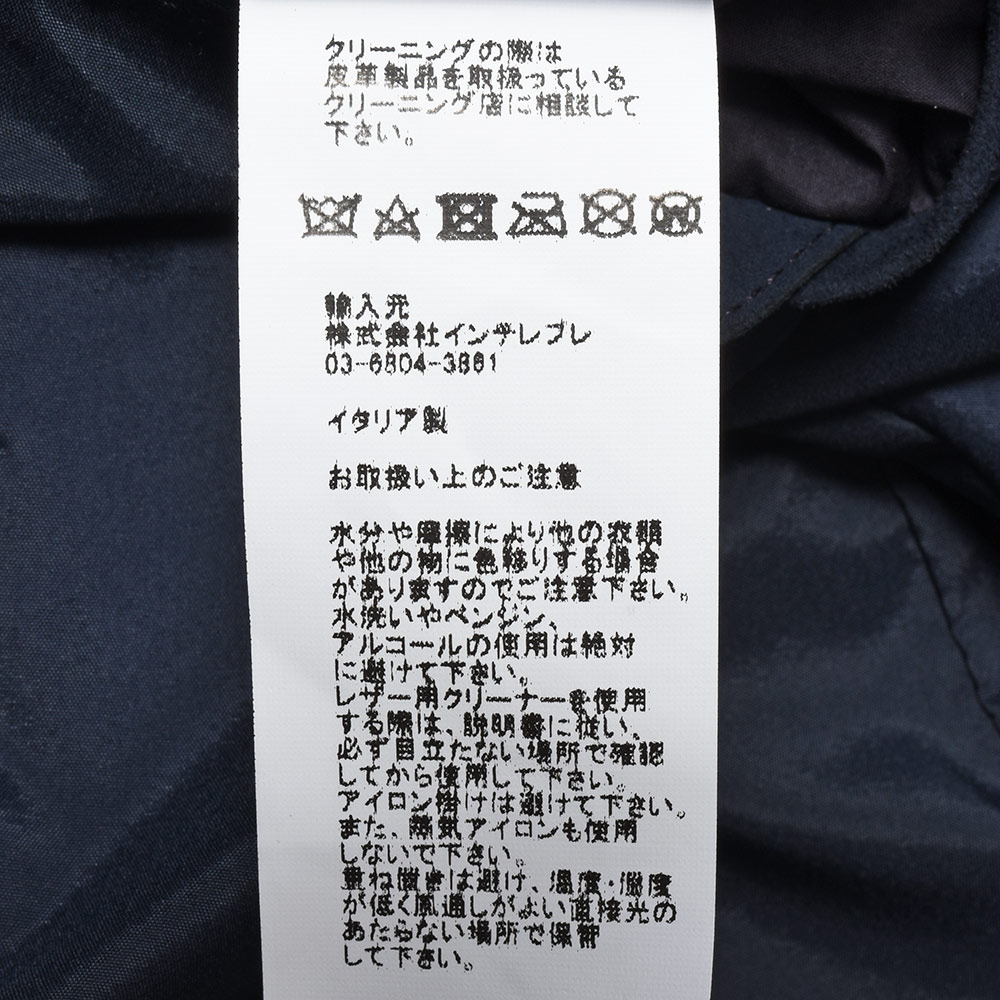 クリーニングの際は
皮革製品を取扱っている
クリーニング店に相談して
下さい。
輸入元
株式会社インテレプレ
03-6804-3861
イタリア製
お取扱い上のご注意
水分や摩擦により他の衣類
や他の物に色移りする場合
がありますのでご注意下さい。
水洗いやベンジン、
アルコールの使用は絶対
に避けて下さい。
レザー用クリーナーを使用
する際は、説明書に従い、
必ず目立たない場所で確認
してから使用して下さい。
アイロン掛けは避けて下さい。
また、蒸気アイロンも使用
しないで下さい。
重ね置きは避け、温度・湿度
が低く風通しがよい直接光の
あたらない場所で保管
して下さい。